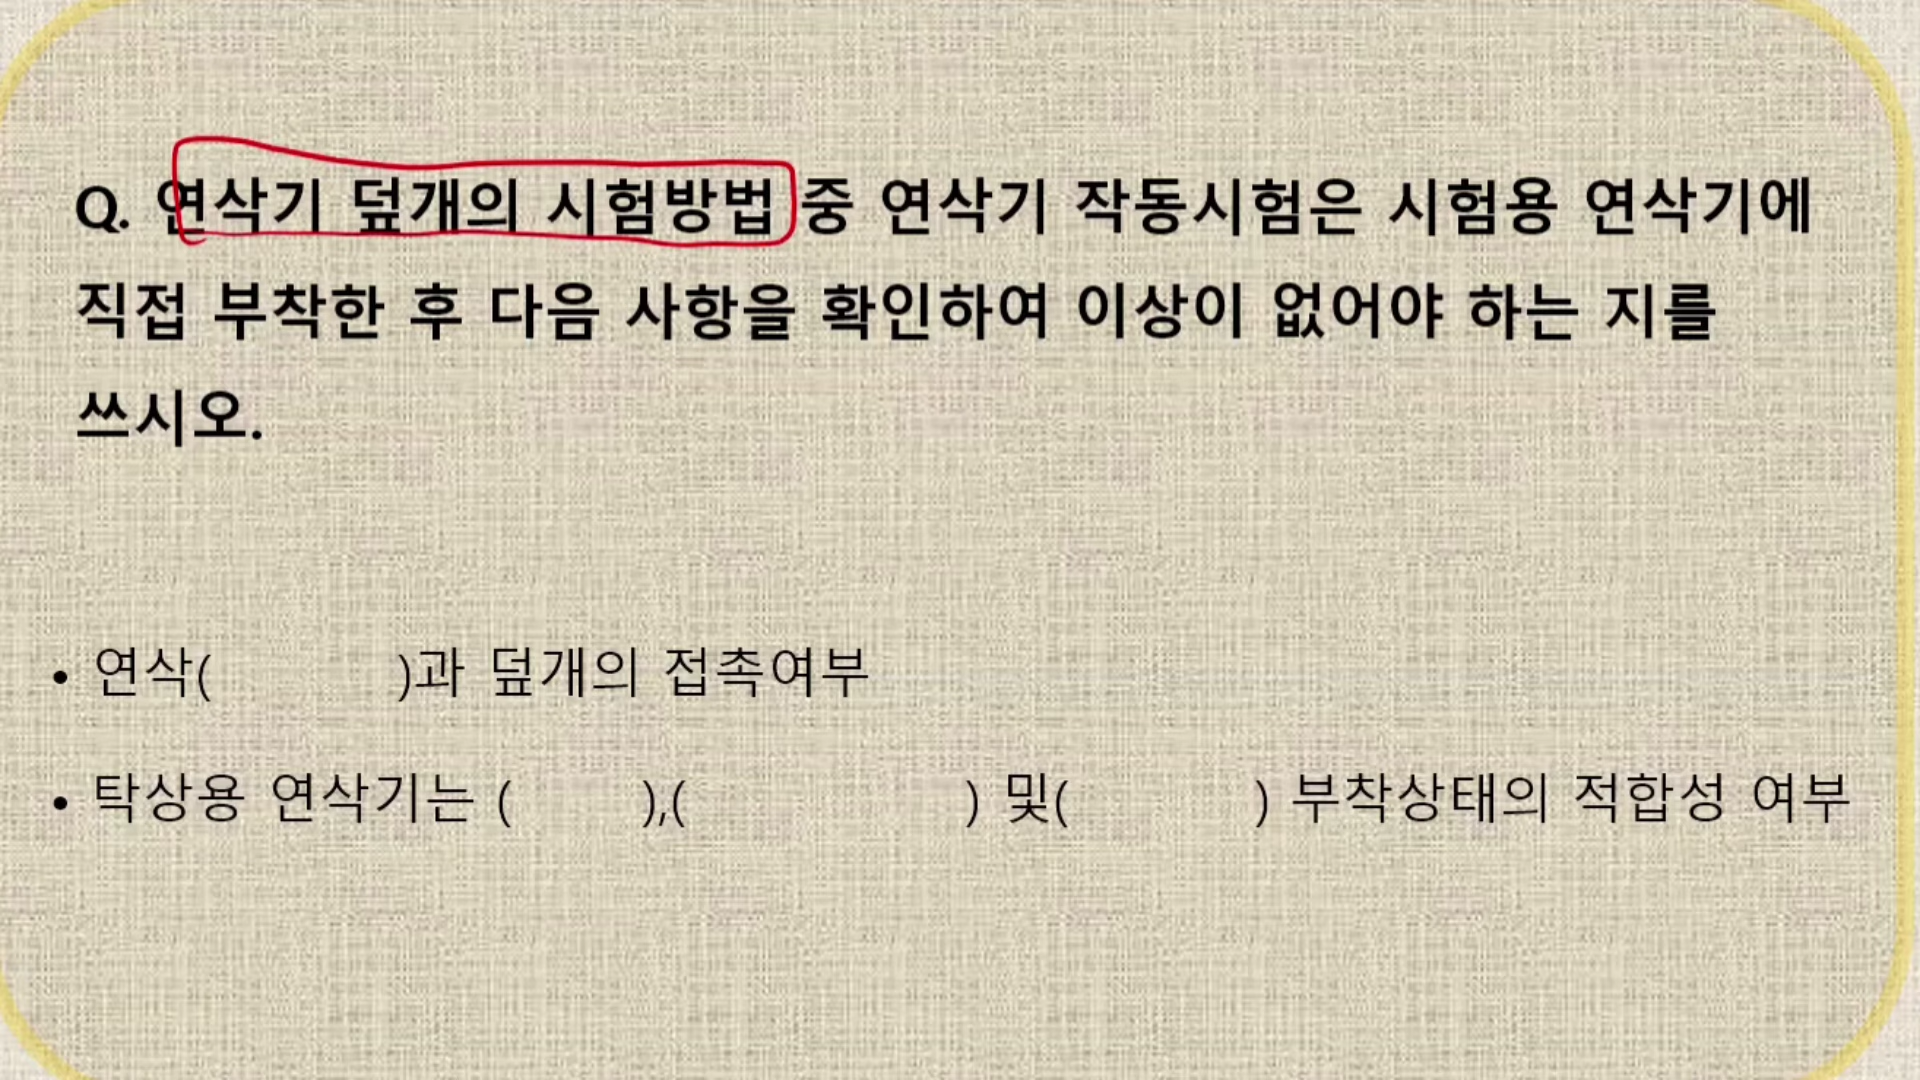 Q. 연삭기 덮개의 시험방법 중 연삭기 작동시험은 시험용 연삭기에
직접 부착한 후 다음 사항을 확인하여 이상이 없어야 하는 지를
쓰시오.
• 연삭(          )과 덮개의 접촉여부
• 탁상용 연삭기는 (       ),(               ) 및(          ) 부착상태의 적합성 여부